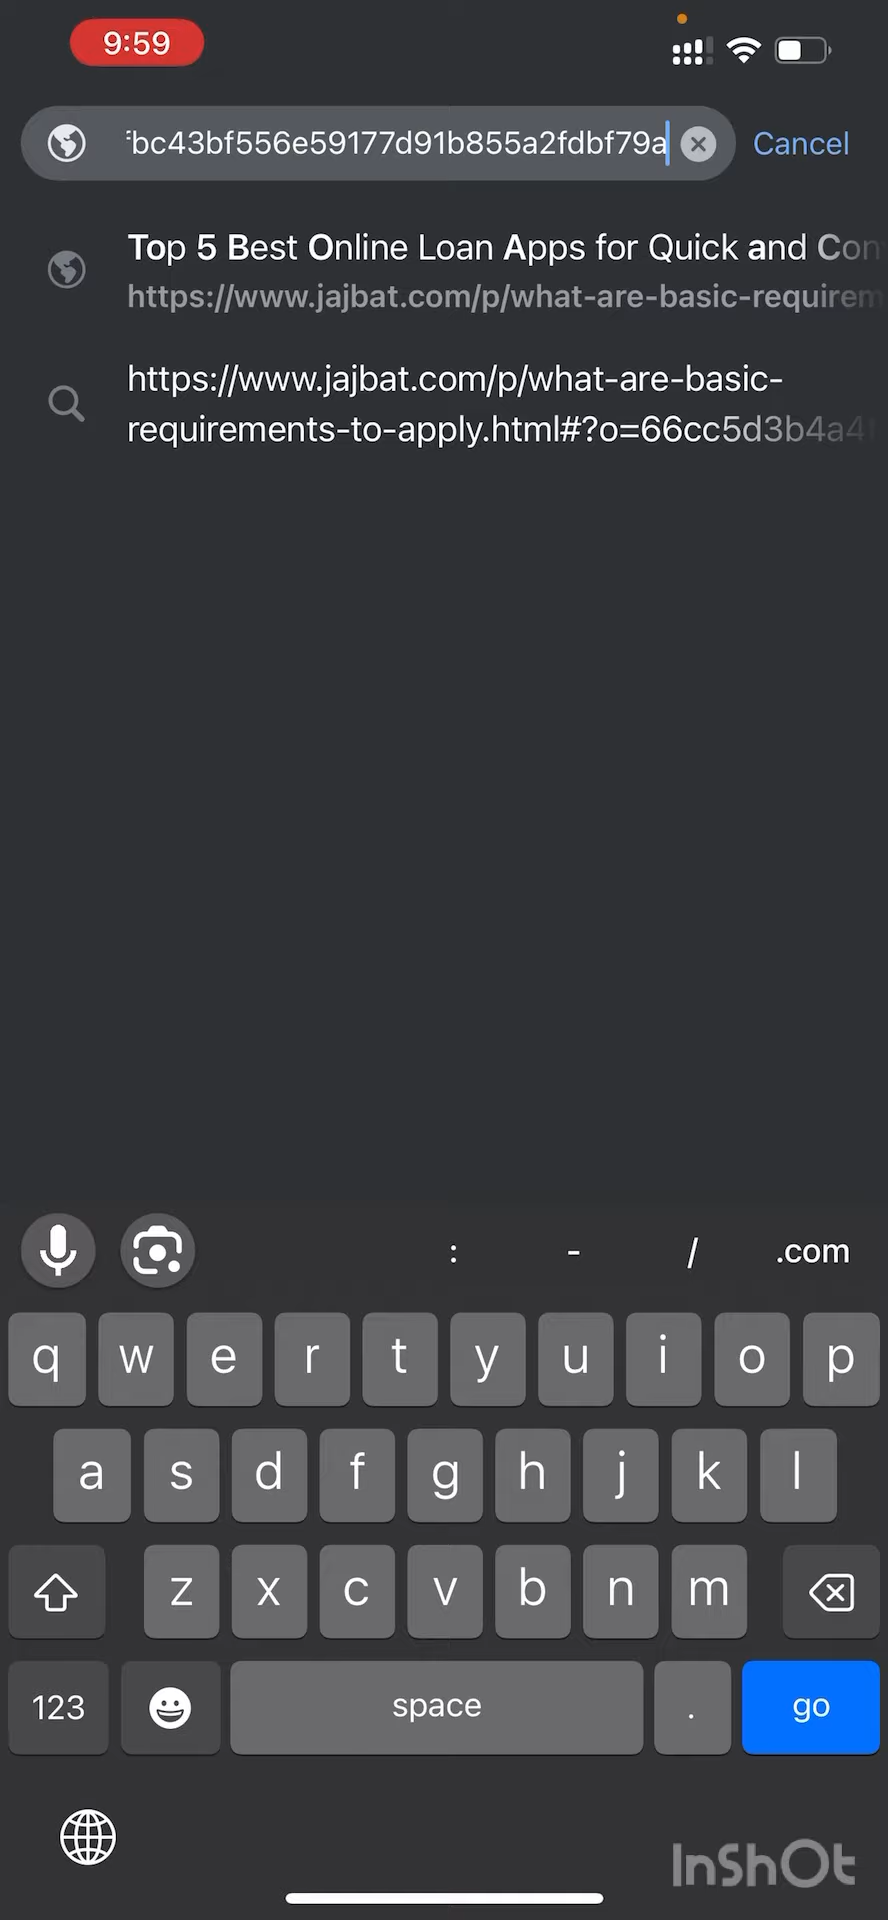 9:59
fbc43bf556e59177d91b855a2fdbf79a
Cancel
Top 5 Best Online Loan Apps for Quick and Con
https://www.jajbat.com/p/what-are-basic-requirem
https://www.jajbat.com/p/what-are-basic-
requirements-to-apply.html#?o=66cc5d3b4a4
: - / .com
q w e r t y u i o p
a s d f g h j k l
z x c v b n m
123 space . go
InShOt